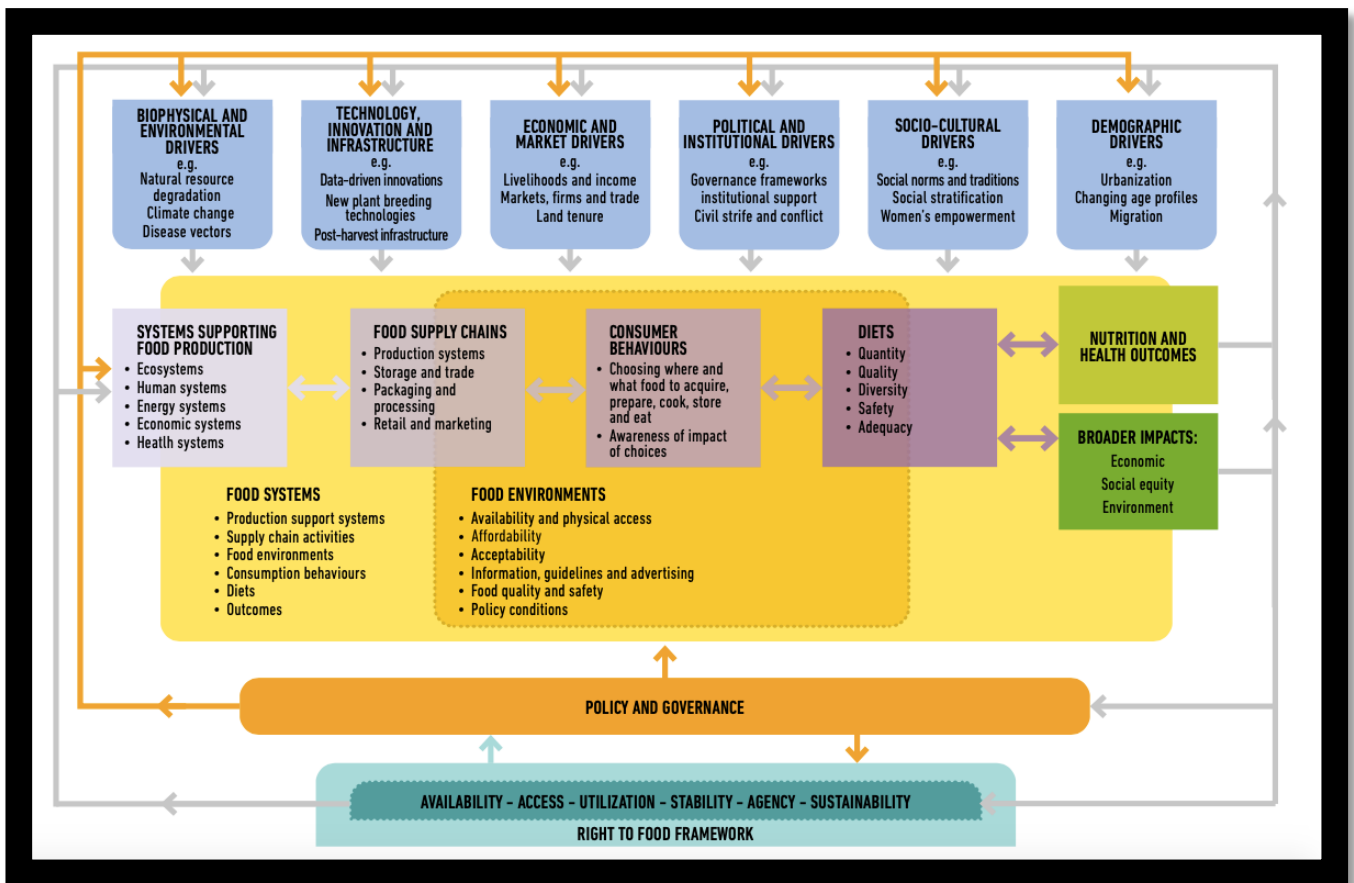 BIOPHYSICAL AND
ENVIRONMENTAL
DRIVERS
e.g.
Natural resource
degradation
Climate change
Disease vectors
TECHNOLOGY,
INNOVATION AND
INFRASTRUCTURE
e.g.
Data-driven innovations
New plant breeding
technologies
Post-harvest infrastructure
ECONOMIC AND
MARKET DRIVERS
e.g.
Livelihoods and income
Markets, firms and trade
Land tenure
POLITICAL AND
INSTITUTIONAL DRIVERS
e.g.
Governance frameworks
institutional support
Civil strife and conflict
SOCIO-CULTURAL
DRIVERS
e.g.
Social norms and traditions
Social stratification
Women's empowerment
DEMOGRAPHIC
DRIVERS
e.g.
Urbanization
Changing age profiles
Migration
SYSTEMS SUPPORTING
FOOD PRODUCTION
• Ecosystems
• Human systems
• Energy systems
• Economic systems
• Heatlh systems
FOOD SUPPLY CHAINS
• Production systems
• Storage and trade
• Packaging and
processing
• Retail and marketing
CONSUMER
BEHAVIOURS
• Choosing where and
what food to acquire,
prepare, cook, store
and eat
• Awareness of impact
of choices
DIETS
• Quantity
• Quality
• Diversity
• Safety
• Adequacy
NUTRITION AND
HEALTH OUTCOMES
BROADER IMPACTS:
Economic
Social equity
Environment
FOOD SYSTEMS
• Production support systems
• Supply chain activities
• Food environments
• Consumption behaviours
• Diets
• Outcomes
FOOD ENVIRONMENTS
• Availability and physical access
• Affordability
• Acceptability
• Information, guidelines and advertising
• Food quality and safety
• Policy conditions
POLICY AND GOVERNANCE
AVAILABILITY – ACCESS – UTILIZATION – STABILITY – AGENCY – SUSTAINABILITY
RIGHT TO FOOD FRAMEWORK